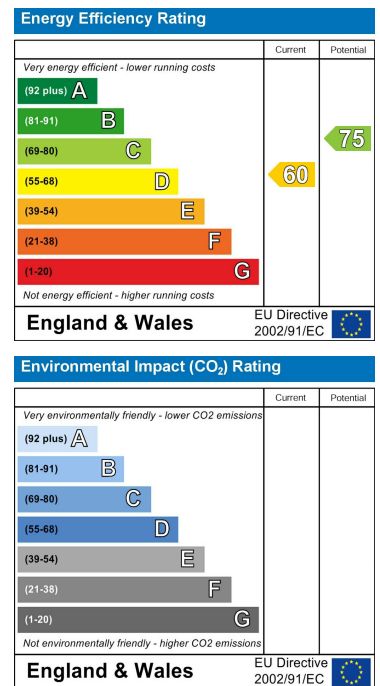 Energy Efficiency Rating
Current Potential
Very energy efficient - lower running costs
(92 plus) A
(81-91) B
(69-80) C
75
(55-68) D
60
(39-54) E
(21-38) F
(1-20) G
Not energy efficient - higher running costs
England & Wales
EU Directive
2002/91/EC
Environmental Impact (CO₂) Rating
Current Potential
Very environmentally friendly - lower CO2 emissions
(92 plus) A
(81-91) B
(69-80) C
(55-68) D
(39-54) E
(21-38) F
(1-20) G
Not environmentally friendly - higher CO2 emissions
England & Wales
EU Directive
2002/91/EC